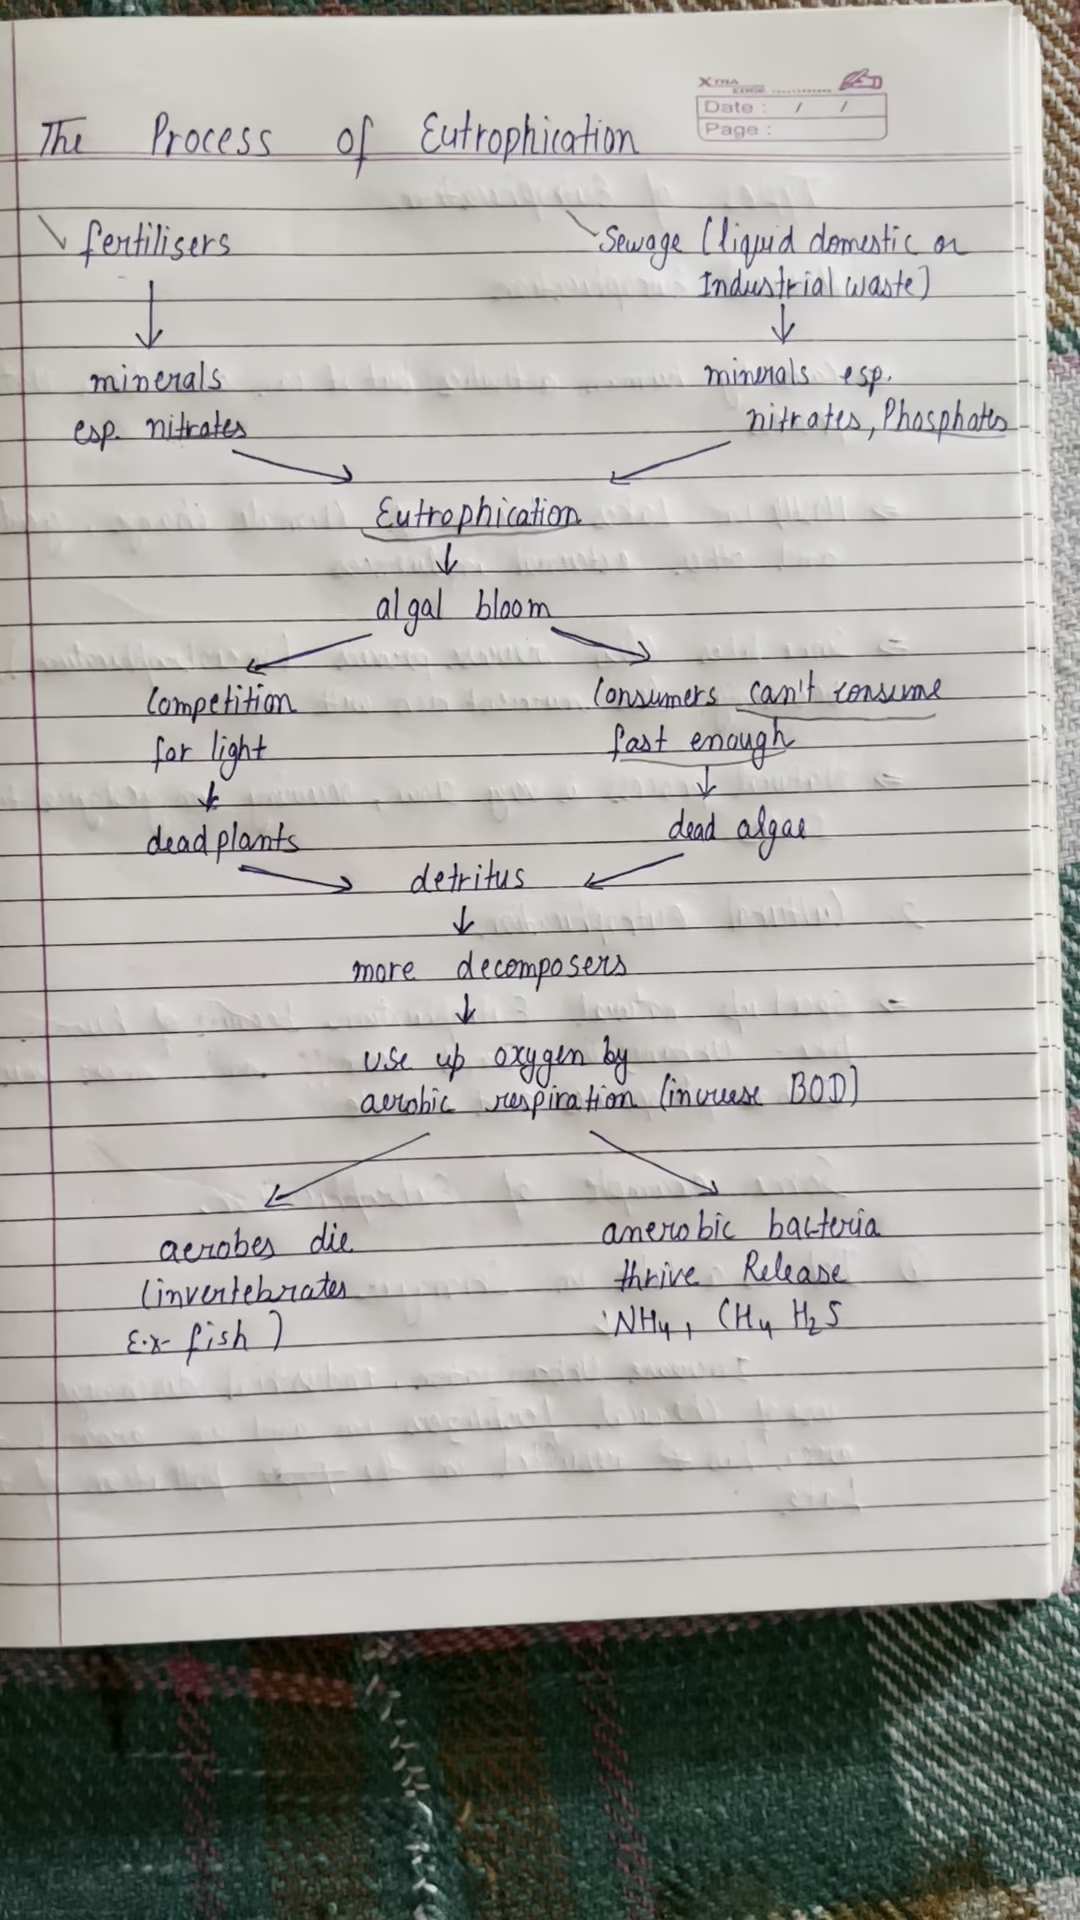 XTRA EDGE
Date : / /
Page :
The Process of Eutrophication
fertilisers
Sewage (liquid domestic or
Industrial waste)
minerals
esp. nitrates
minerals esp.
nitrates, Phosphates
Eutrophication
algal bloom
Competition
for light
Consumers can't consume
fast enough
dead plants
dead algae
detritus
more decomposers
use up oxygen by
aerobic respiration (increase BOD)
aerobes die
(invertebrates
Ex- fish)
anerobic bacteria
thrive Release
NH4, CH4 H2S